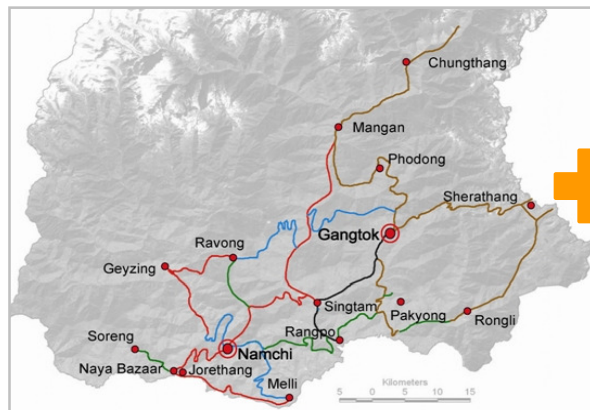 Chungthang
Mangan
Phodong
Sherathang
Gangtok
Ravong
Geyzing
Singtam
Pakyong
Rongli
Soreng
Rangpo
Namchi
Naya Bazaar
Jorethang
Melli
Kilometers
5 0 5 10 15